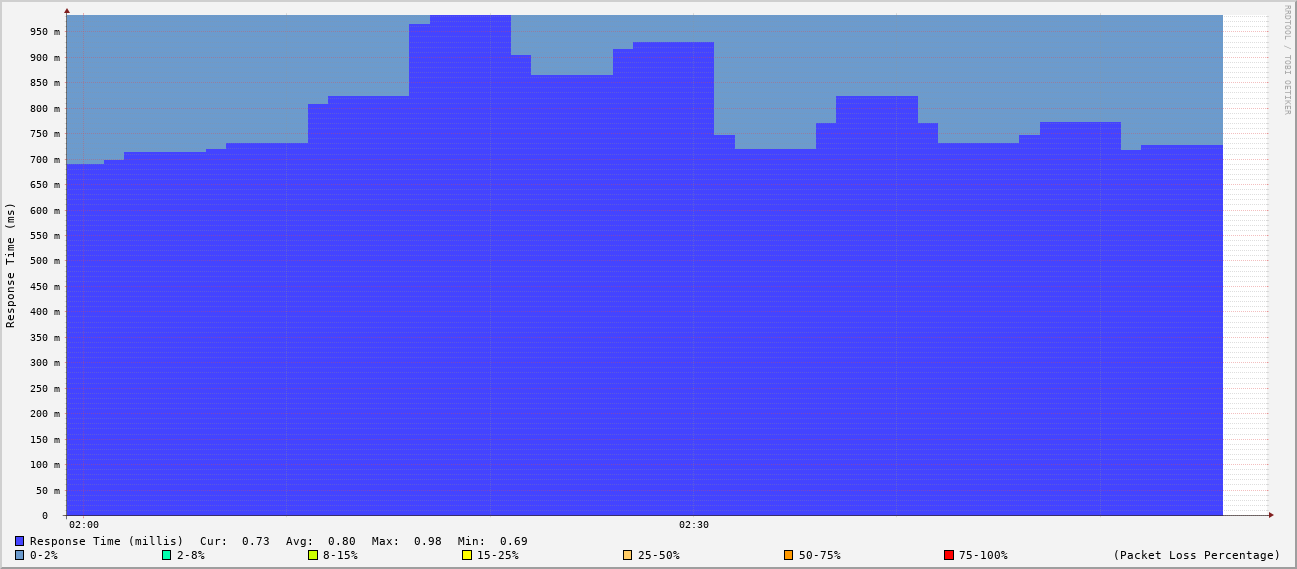 RRDTOOL / TOBI OETIKER
Response Time (ms)
950 m
900 m
850 m
800 m
750 m
700 m
650 m
600 m
550 m
500 m
450 m
400 m
350 m
300 m
250 m
200 m
150 m
100 m
50 m
0
02:00 02:30
Response Time (millis) Cur: 0.73 Avg: 0.80 Max: 0.98 Min: 0.69
0-2% 2-8% 8-15% 15-25% 25-50% 50-75% 75-100% (Packet Loss Percentage)